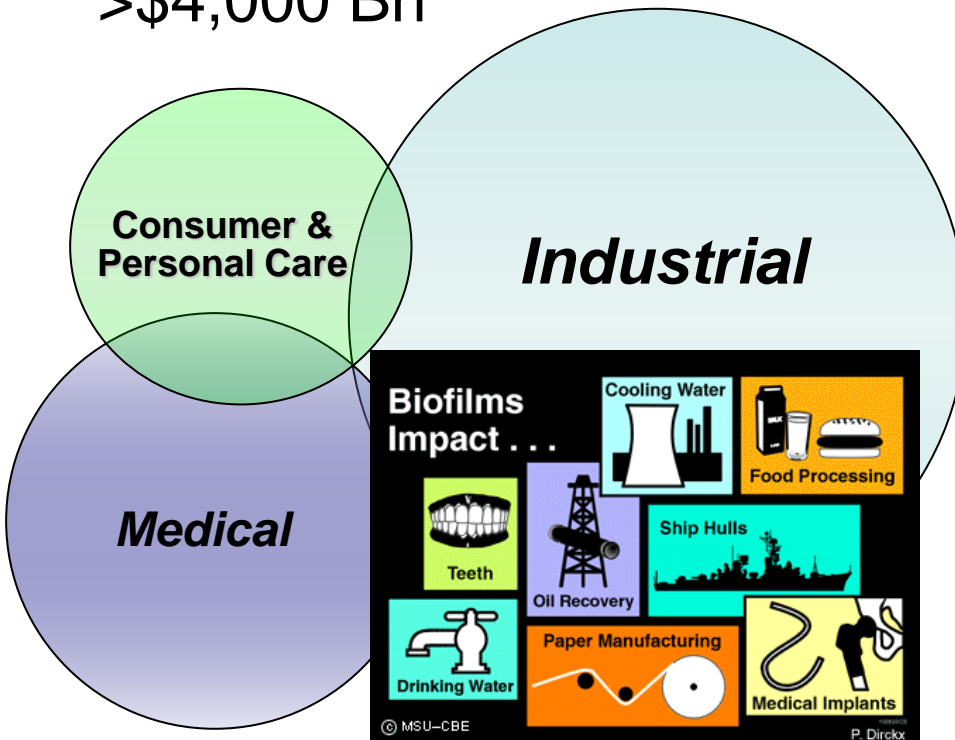 >$4,000 Bn
Consumer &
Personal Care
Industrial
Medical
Biofilms
Impact . . .
Cooling Water
Food Processing
MILK
Teeth
Oil Recovery
Ship Hulls
Drinking Water
Paper Manufacturing
Medical Implants
© MSU–CBE
P. Dirckx